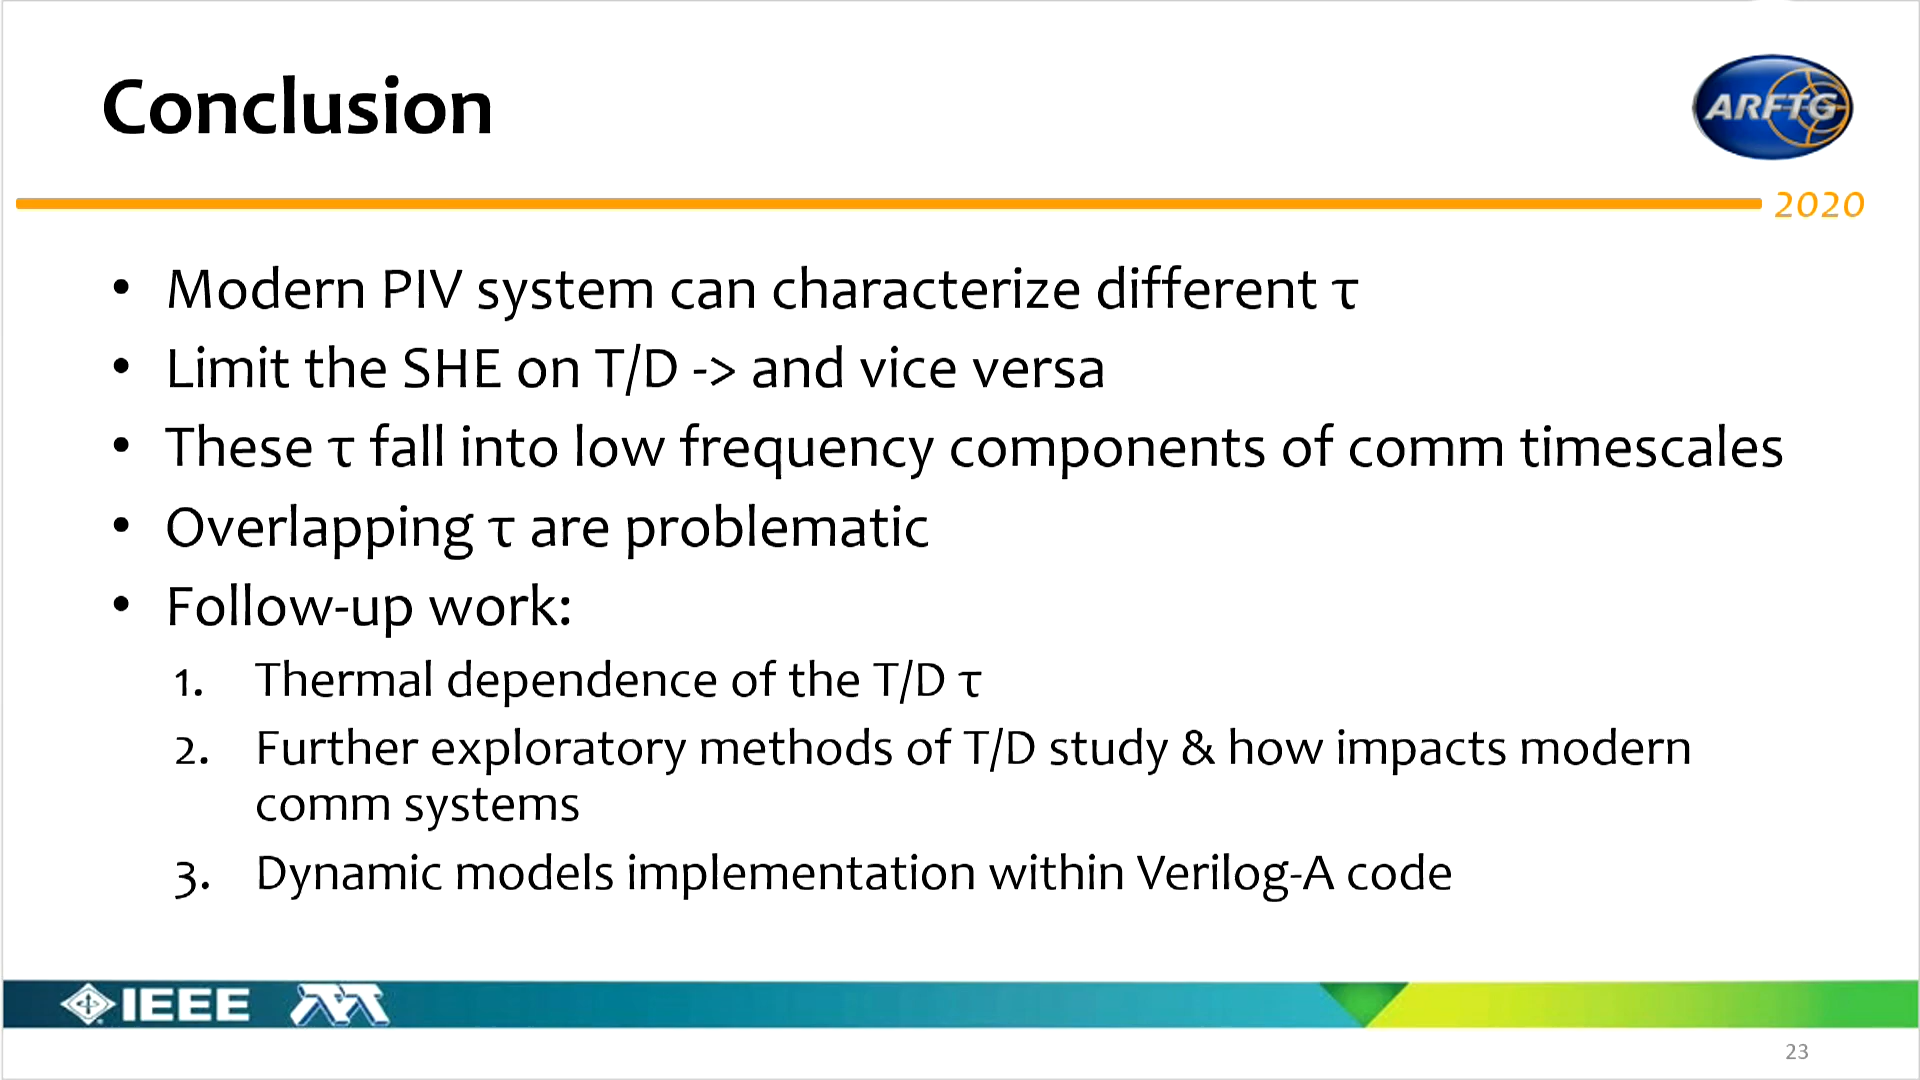 Conclusion
ARFTG
2020
• Modern PIV system can characterize different τ
• Limit the SHE on T/D -> and vice versa
• These τ fall into low frequency components of comm timescales
• Overlapping τ are problematic
• Follow-up work:
1. Thermal dependence of the T/D τ
2. Further exploratory methods of T/D study & how impacts modern
comm systems
3. Dynamic models implementation within Verilog-A code
IEEE
23